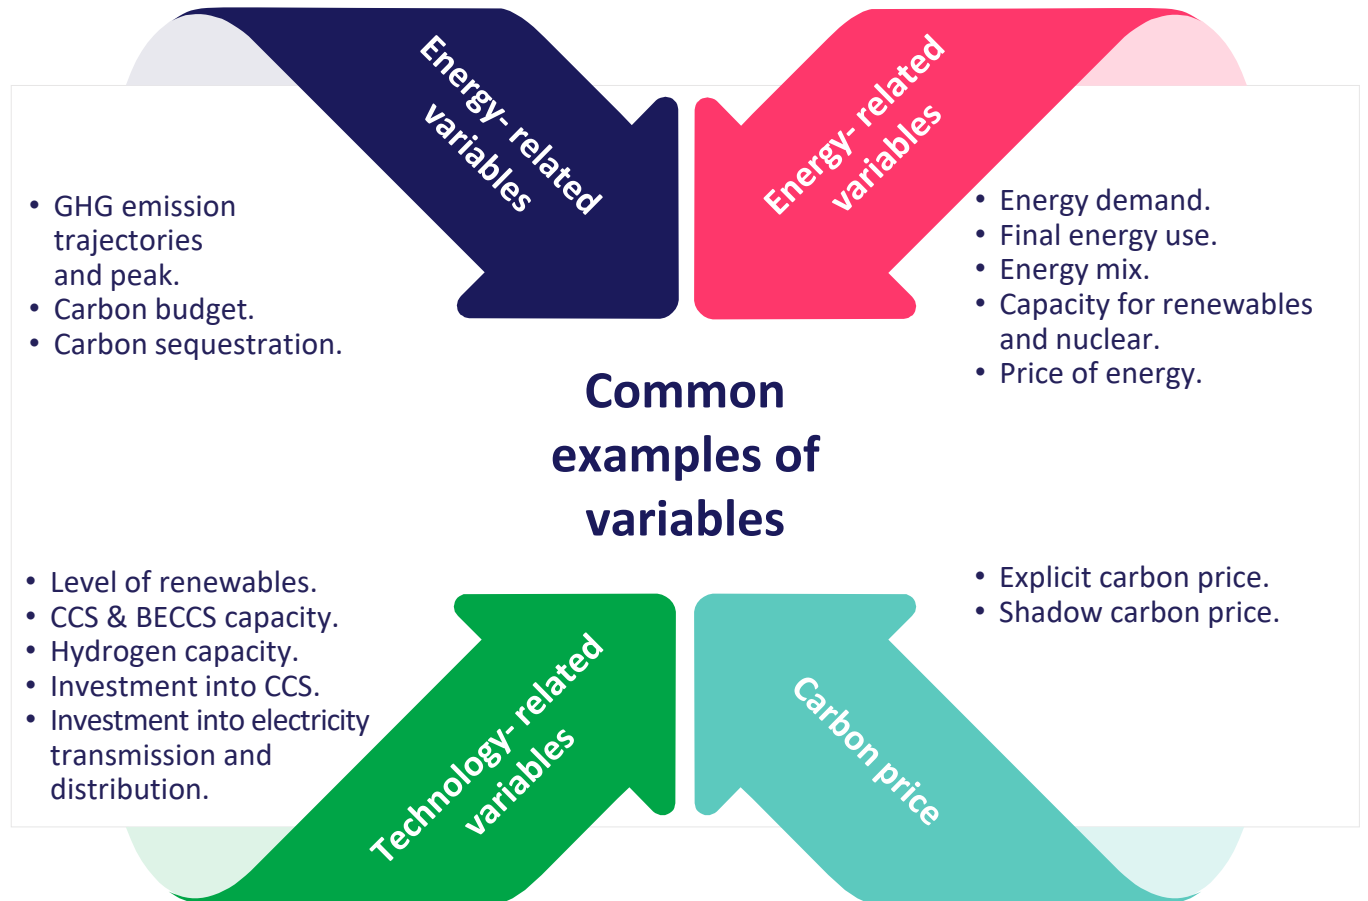 Energy- related
variables
Energy- related
variables
• GHG emission
trajectories
and peak.
• Carbon budget.
• Carbon sequestration.
• Energy demand.
• Final energy use.
• Energy mix.
• Capacity for renewables
and nuclear.
• Price of energy.
Common
examples of
variables
• Level of renewables.
• CCS & BECCS capacity.
• Hydrogen capacity.
• Investment into CCS.
• Investment into electricity
transmission and
distribution.
• Explicit carbon price.
• Shadow carbon price.
Technology- related
variables
Carbon price